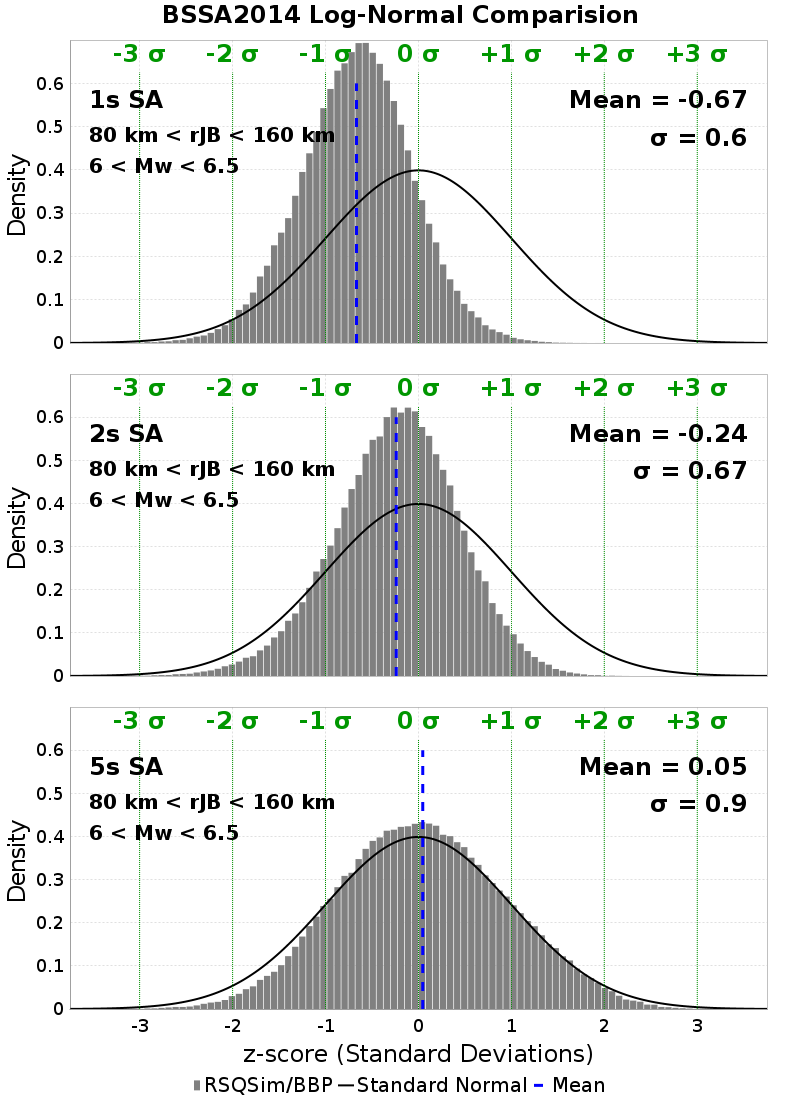 BSSA2014 Log-Normal Comparision
-3 σ -2 σ -1 σ 0 σ +1 σ +2 σ +3 σ
1s SA
80 km < rJB < 160 km
6 < Mw < 6.5
Mean = -0.67
σ = 0.6
Density
0.6
0.5
0.4
0.3
0.2
0.1
0
-3 σ -2 σ -1 σ 0 σ +1 σ +2 σ +3 σ
2s SA
80 km < rJB < 160 km
6 < Mw < 6.5
Mean = -0.24
σ = 0.67
Density
0.6
0.5
0.4
0.3
0.2
0.1
0
-3 σ -2 σ -1 σ 0 σ +1 σ +2 σ +3 σ
5s SA
80 km < rJB < 160 km
6 < Mw < 6.5
Mean = 0.05
σ = 0.9
Density
0.6
0.5
0.4
0.3
0.2
0.1
0
-3 -2 -1 0 1 2 3
z-score (Standard Deviations)
RSQSim/BBP Standard Normal Mean